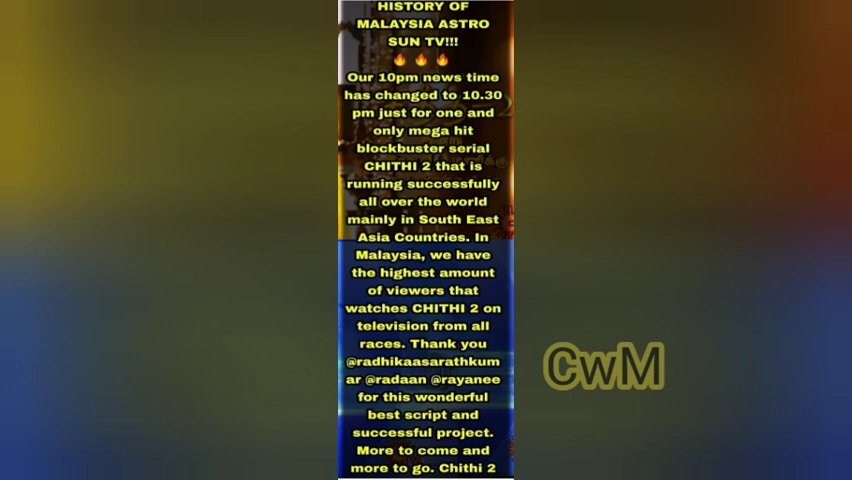 HISTORY OF
MALAYSIA ASTRO
SUN TV!!!
🔥 🔥 🔥
Our 10pm news time
has changed to 10.30
pm just for one and
only mega hit
blockbuster serial
CHITHI 2 that is
running successfully
all over the world
mainly in South East
Asia Countries. In
Malaysia, we have
the highest amount
of viewers that
watches CHITHI 2 on
television from all
races. Thank you
@radhikaasarathkum
ar @radaan @rayanee
for this wonderful
best script and
successful project.
More to come and
more to go. Chithi 2
CwM